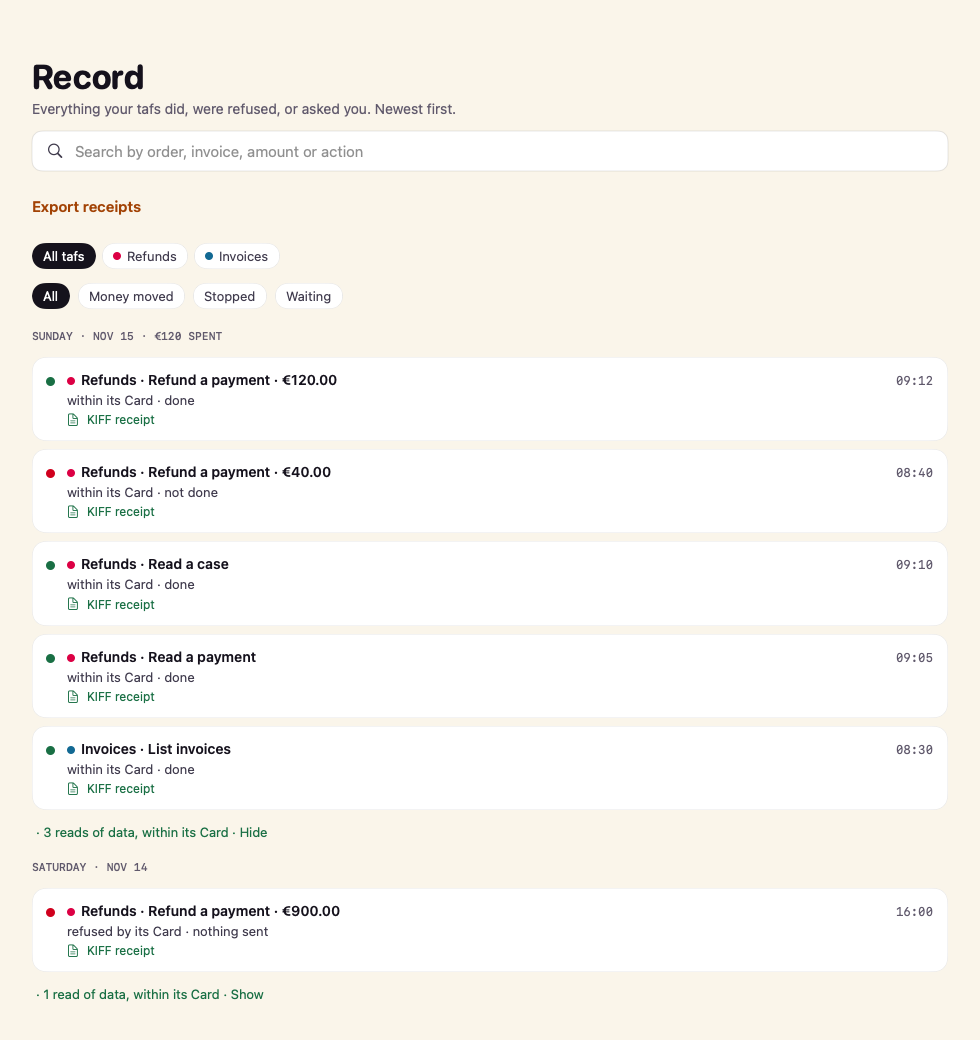 Record
Everything your tafs did, were refused, or asked you. Newest first.
Search by order, invoice, amount or action
Export receipts
All tafs Refunds Invoices
All Money moved Stopped Waiting
SUNDAY · NOV 15 · €120 SPENT
Refunds · Refund a payment · €120.00 09:12
within its Card · done
KIFF receipt
Refunds · Refund a payment · €40.00 08:40
within its Card · not done
KIFF receipt
Refunds · Read a case 09:10
within its Card · done
KIFF receipt
Refunds · Read a payment 09:05
within its Card · done
KIFF receipt
Invoices · List invoices 08:30
within its Card · done
KIFF receipt
· 3 reads of data, within its Card · Hide
SATURDAY · NOV 14
Refunds · Refund a payment · €900.00 16:00
refused by its Card · nothing sent
KIFF receipt
· 1 read of data, within its Card · Show